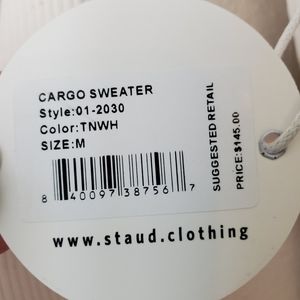 CARGO SWEATER
Style:01-2030
Color:TNWH
SIZE:M
8 40097 38756 7
SUGGESTED RETAIL
PRICE:$145.00
www.staud.clothing